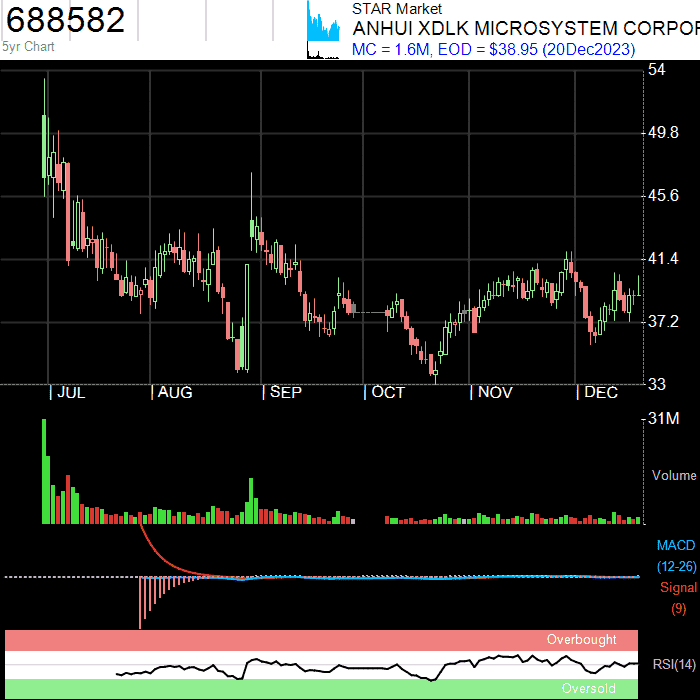 688582
5yr Chart
STAR Market
ANHUI XDLK MICROSYSTEM CORPOR
MC = 1.6M, EOD = $38.95 (20Dec2023)
54
49.8
45.6
41.4
37.2
33
JUL AUG SEP OCT NOV DEC
31M
Volume
MACD
(12-26)
Signal
(9)
Overbought
RSI(14)
Oversold